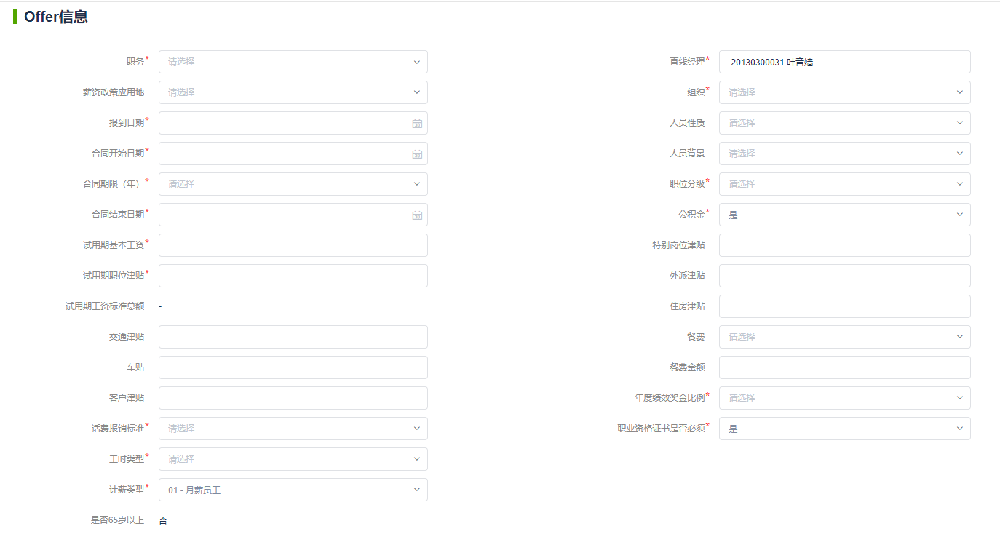 Offer信息
职务* 请选择
直线经理* 20130300031 叶音嫱
薪资政策应用地 请选择
组织* 请选择
报到日期*
人员性质 请选择
合同开始日期*
人员背景 请选择
合同期限（年）* 请选择
职位分级* 请选择
合同结束日期*
公积金* 是
试用期基本工资*
特别岗位津贴
试用期职位津贴*
外派津贴
试用期工资标准总额 -
住房津贴
交通津贴
餐费 请选择
车贴
餐费金额
客户津贴
年度绩效奖金比例* 请选择
话费报销标准* 请选择
职业资格证书是否必须* 是
工时类型* 请选择
计薪类型* 01 - 月薪员工
是否65岁以上 否